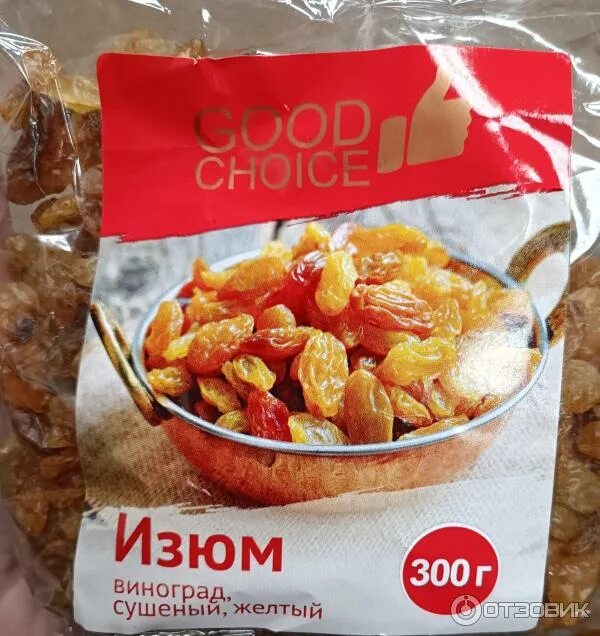 GOOD
CHOICE
Изюм
виноград,
сушеный, желтый
300 г
ОТЗОВИК